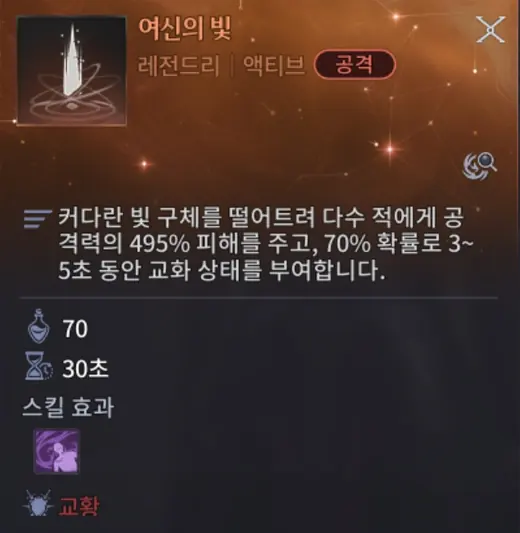 여신의 빛
레전드리 | 액티브 공격
커다란 빛 구체를 떨어트려 다수 적에게 공
격력의 495% 피해를 주고, 70% 확률로 3~
5초 동안 교화 상태를 부여합니다.
70
30초
스킬 효과
교황